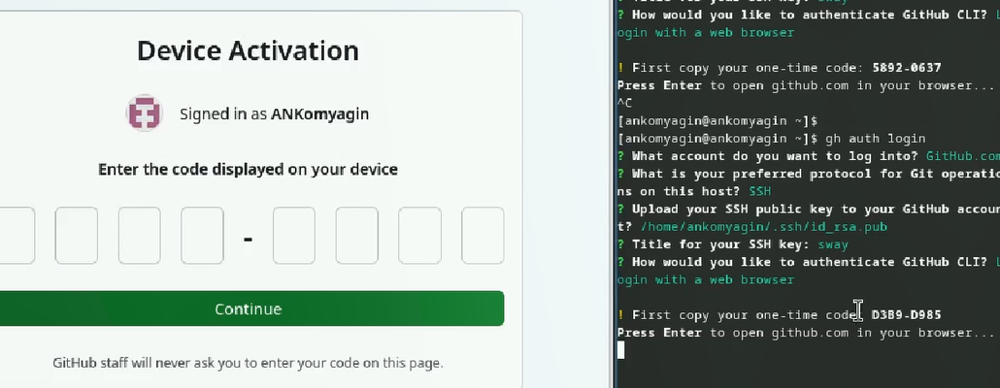 Device Activation
Signed in as ANKomyagin
Enter the code displayed on your device
-
Continue
GitHub staff will never ask you to enter your code on this page.
? How would you like to authenticate GitHub CLI? L
ogin with a web browser
! First copy your one-time code: 5892-0637
Press Enter to open github.com in your browser...
^C
[ankomyagin@ankomyagin ~]$
[ankomyagin@ankomyagin ~]$ gh auth login
? What account do you want to log into? GitHub.com
? What is your preferred protocol for Git operatio
ns on this host? SSH
? Upload your SSH public key to your GitHub accoun
t? /home/ankomyagin/.ssh/id_rsa.pub
? Title for your SSH key: sway
? How would you like to authenticate GitHub CLI? L
ogin with a web browser
! First copy your one-time code: D3B9-D985
Press Enter to open github.com in your browser...